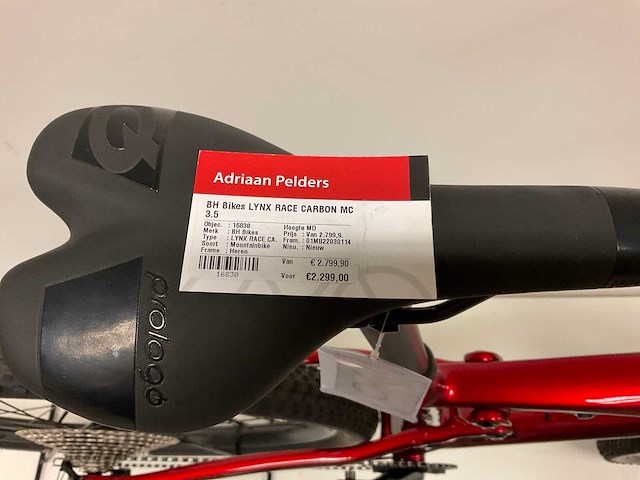 Adriaan Pelders
BH Bikes LYNX RACE CARBON MC
3.5
Objec. : 16830 Hoogte MD
Merk : BH Bikes Prijs : Van 2.799,9.
Type : LYNX RACE CA. Fram. : 01MB22030114
Soort : Mountainbike Nieu. : Nieuw
Frame : Heren
Van € 2.799,90
16830
Voor €2.299,00
prologo